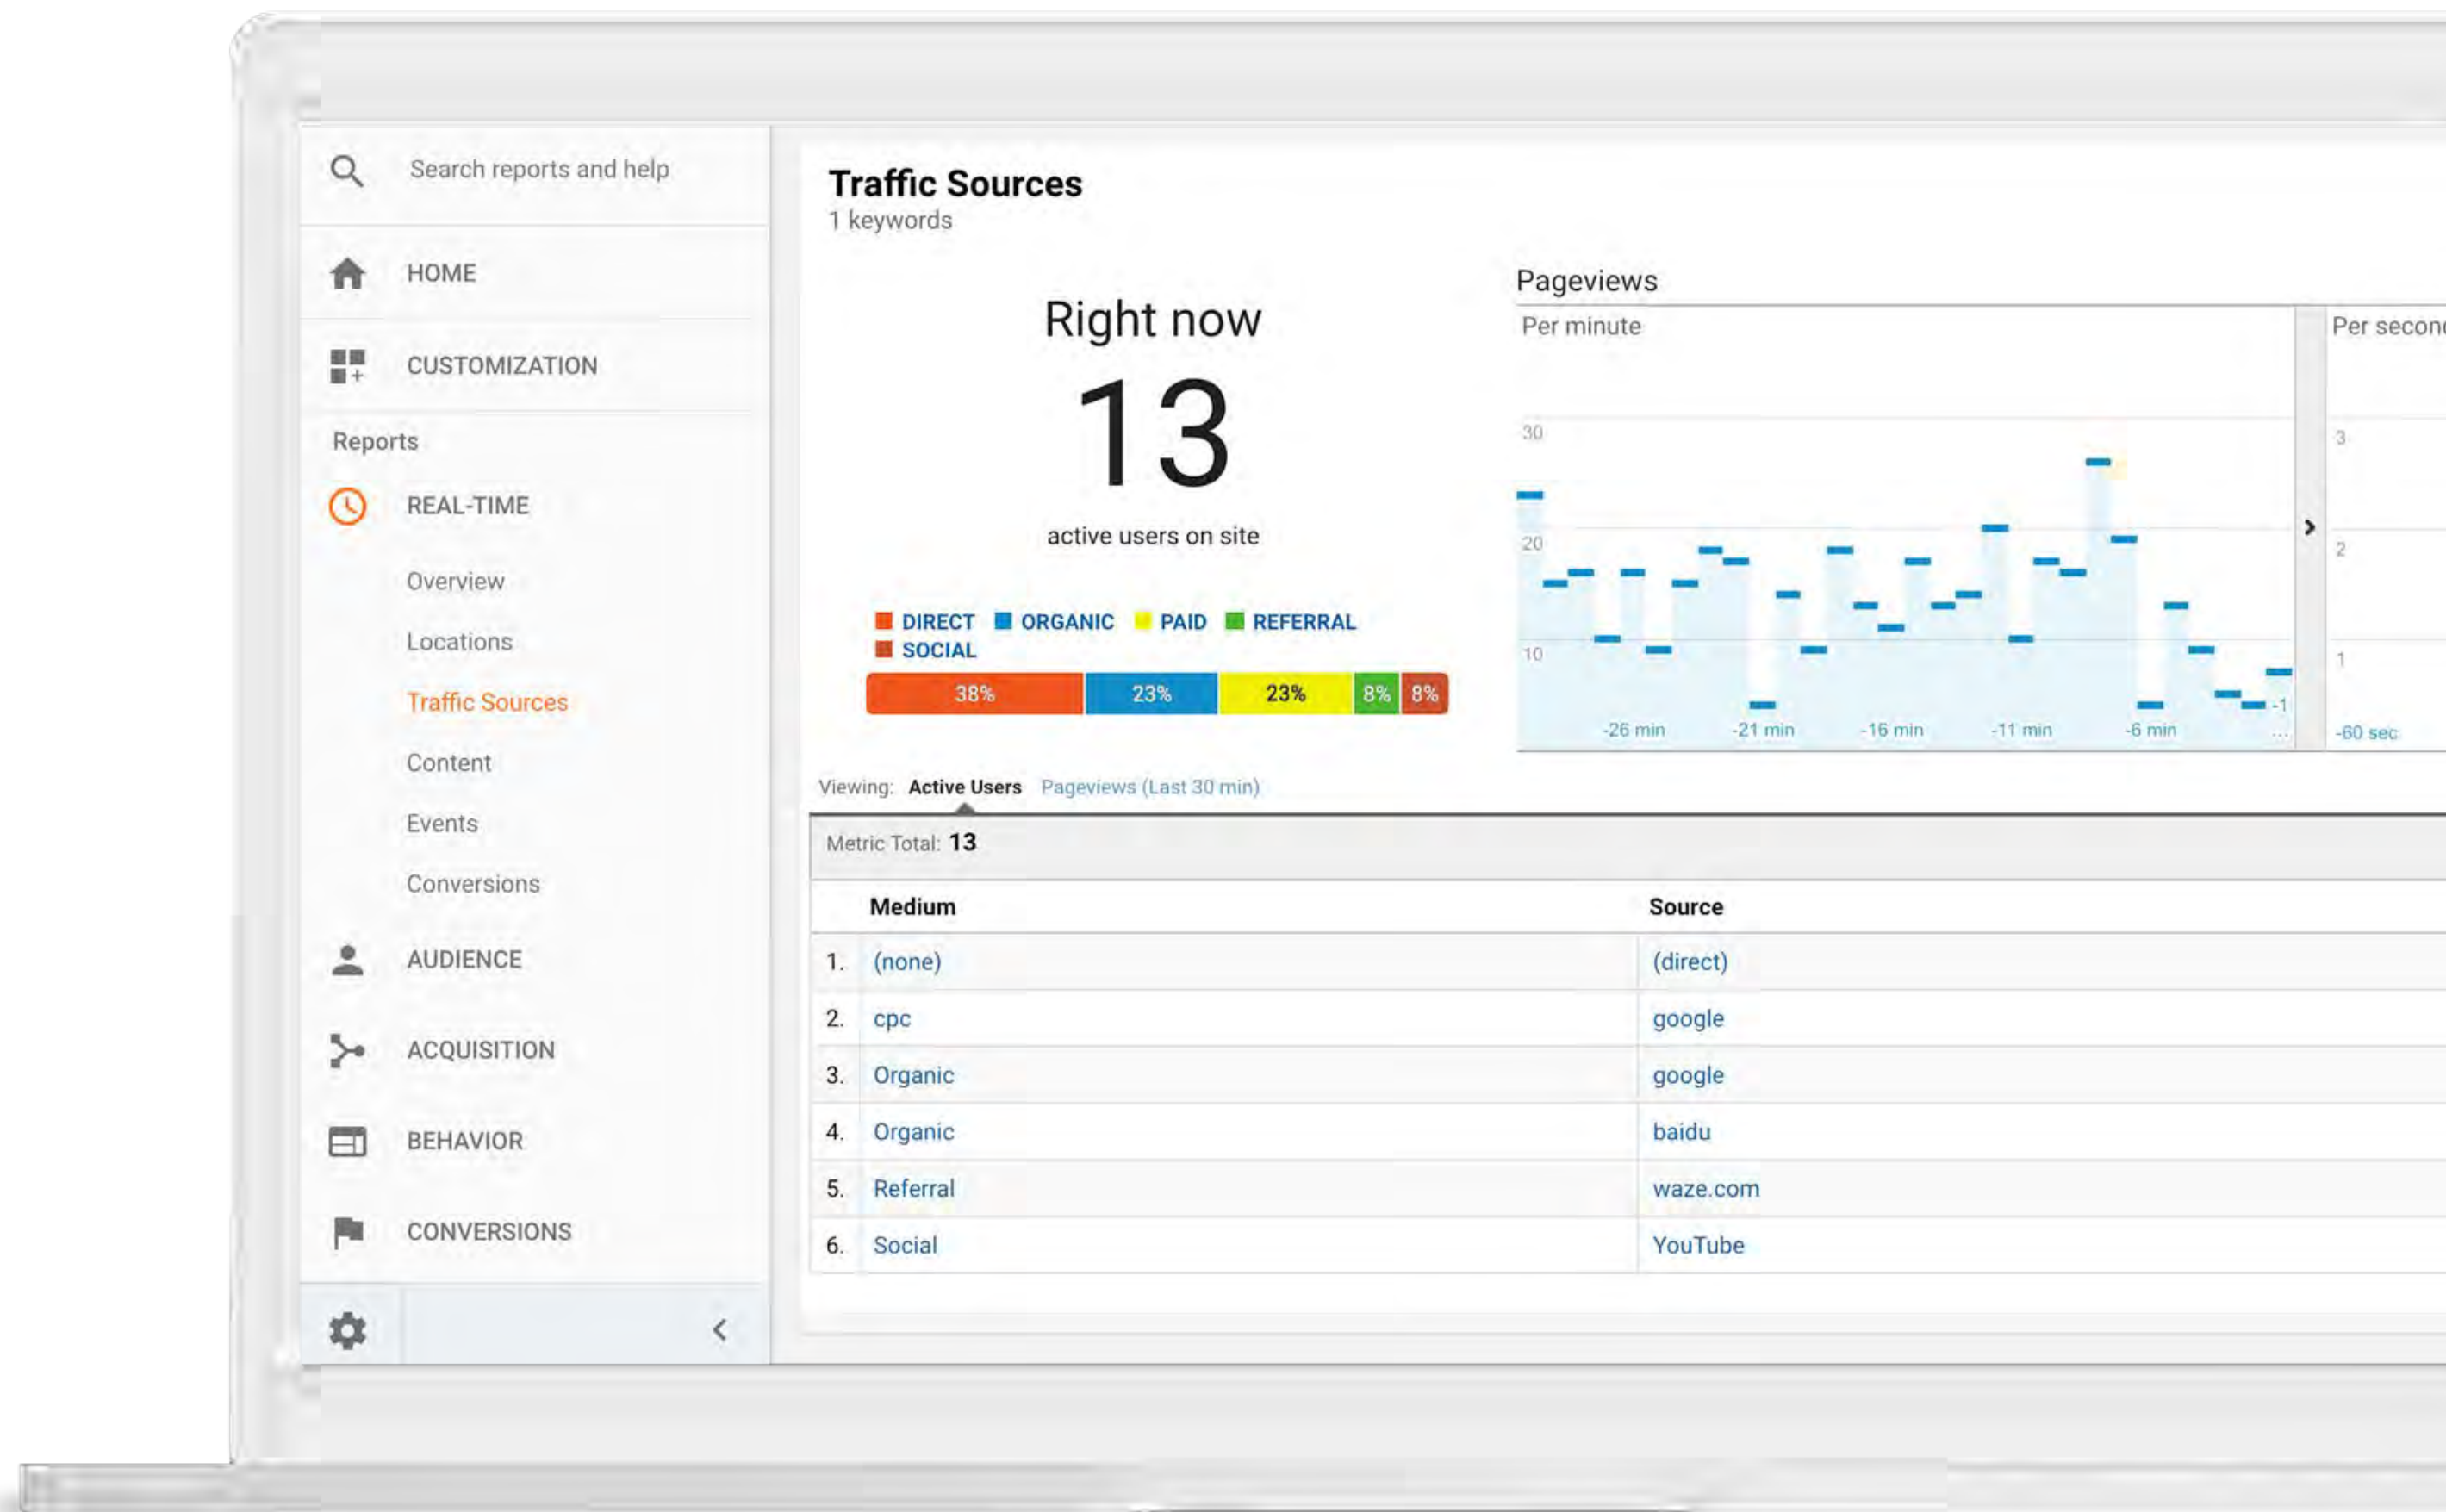 Search reports and help
HOME
CUSTOMIZATION
Reports
REAL-TIME
Overview
Locations
Traffic Sources
Content
Events
Conversions
AUDIENCE
ACQUISITION
BEHAVIOR
CONVERSIONS
Traffic Sources
1 keywords
Right now
13
active users on site
DIRECT ORGANIC PAID REFERRAL
SOCIAL
38% 23% 23% 8% 8%
Pageviews
Per minute
30
20
10
-26 min -21 min -16 min -11 min -6 min -1
...
Per second
3
2
1
-60 sec
Viewing: Active Users Pageviews (Last 30 min)
Metric Total: 13
Medium Source
1. (none) (direct)
2. cpc google
3. Organic google
4. Organic baidu
5. Referral waze.com
6. Social YouTube